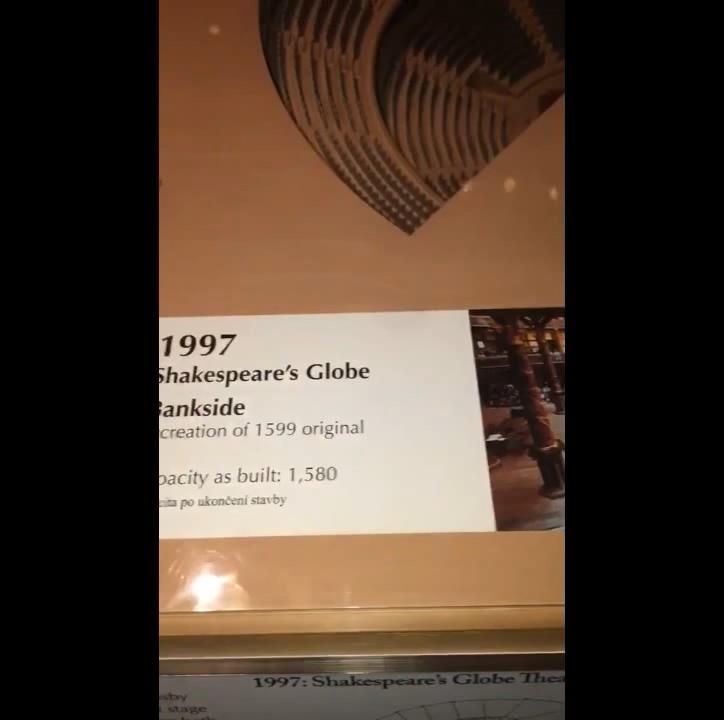 1997
Shakespeare's Globe
Bankside
creation of 1599 original
pacity as built: 1,580
cita po ukončení stavby
1997: Shakespeare's Globe Thea
sby
stage